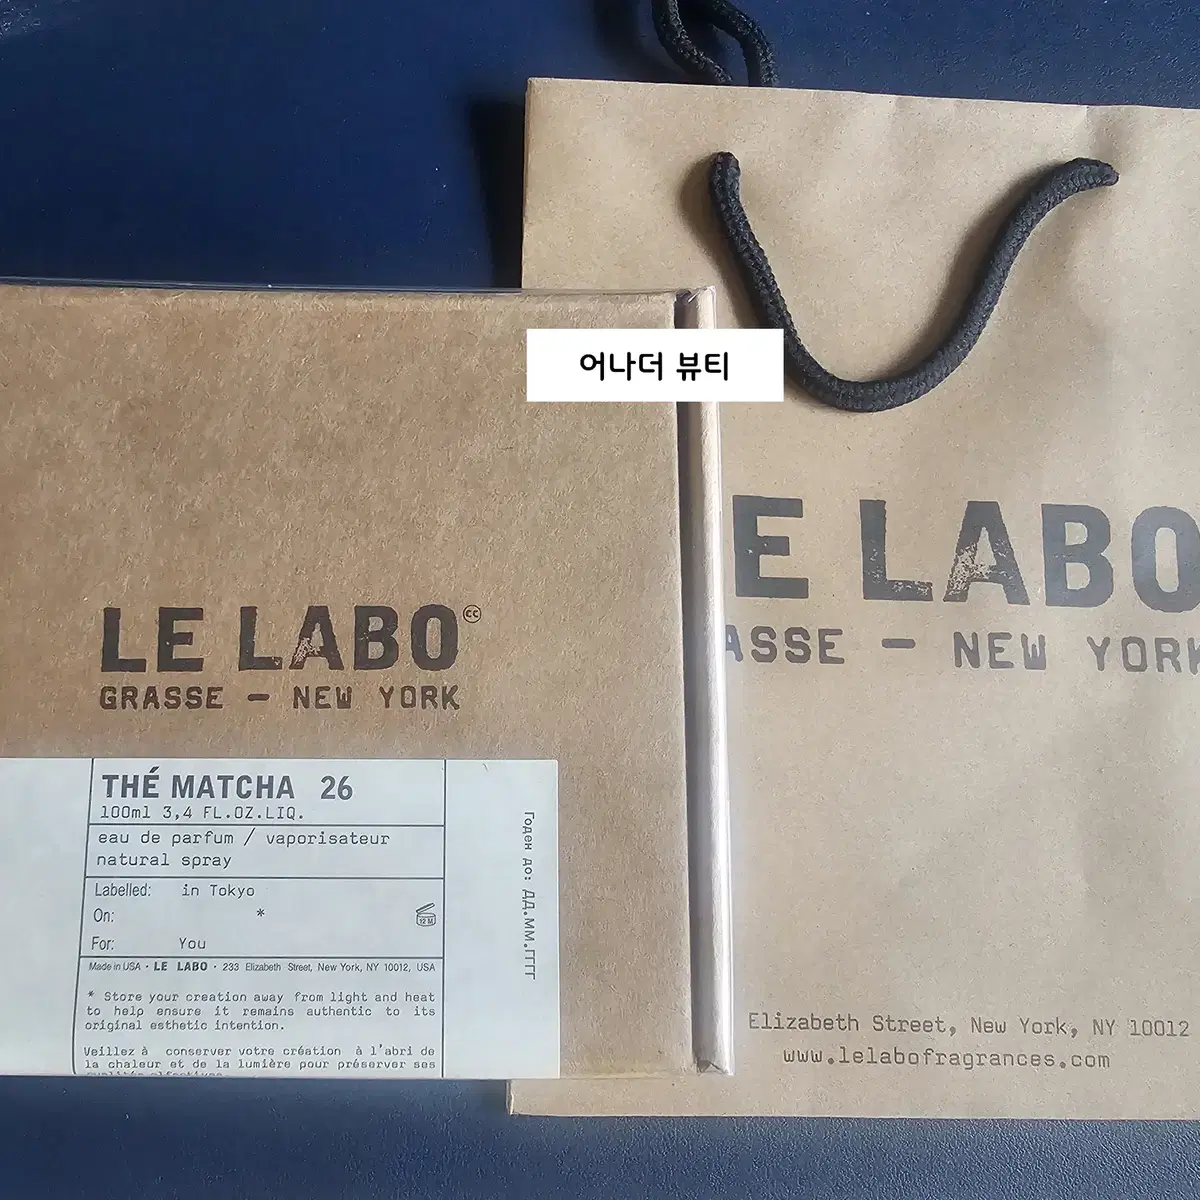 어나더 뷰티
LE LABO
GRASSE — NEW YORK
THÉ MATCHA 26
100ml 3,4 FL.OZ.LIQ.
eau de parfum / vaporisateur
natural spray
Labelled: in Tokyo
On: *
12 M
For: You
Made in USA · LE LABO · 233 Elizabeth Street, New York, NY 10012, USA
* Store your creation away from light and heat
to help ensure it remains authentic to its
original esthetic intention.
Veillez à conserver votre création à l'abri de
la chaleur et de la lumière pour préserver ses
Годен до: ДД.ММ.ГГГГ
E LABO
ASSE — NEW YORK
Elizabeth Street, New York, NY 10012
www.lelabofragrances.com